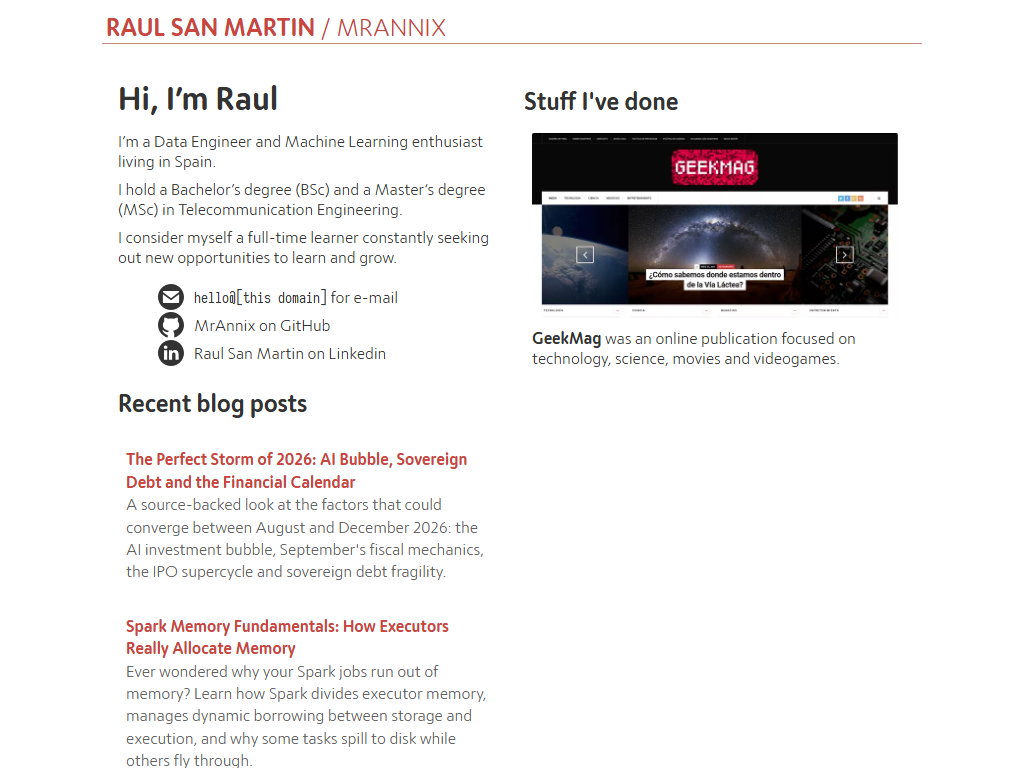 RAUL SAN MARTIN / MRANNIX
Hi, I’m Raul
I’m a Data Engineer and Machine Learning enthusiast
living in Spain.
I hold a Bachelor’s degree (BSc) and a Master’s degree
(MSc) in Telecommunication Engineering.
I consider myself a full-time learner constantly seeking
out new opportunities to learn and grow.
hello@[this domain] for e-mail
MrAnnix on GitHub
Raul San Martin on Linkedin
Recent blog posts
The Perfect Storm of 2026: AI Bubble, Sovereign
Debt and the Financial Calendar
A source-backed look at the factors that could
converge between August and December 2026: the
AI investment bubble, September's fiscal mechanics,
the IPO supercycle and sovereign debt fragility.
Spark Memory Fundamentals: How Executors
Really Allocate Memory
Ever wondered why your Spark jobs run out of
memory? Learn how Spark divides executor memory,
manages dynamic borrowing between storage and
execution, and why some tasks spill to disk while
others fly through.
Stuff I've done
GEEKMAG
¿Cómo sabemos donde estamos dentro
de la Vía Láctea?
GeekMag was an online publication focused on
technology, science, movies and videogames.